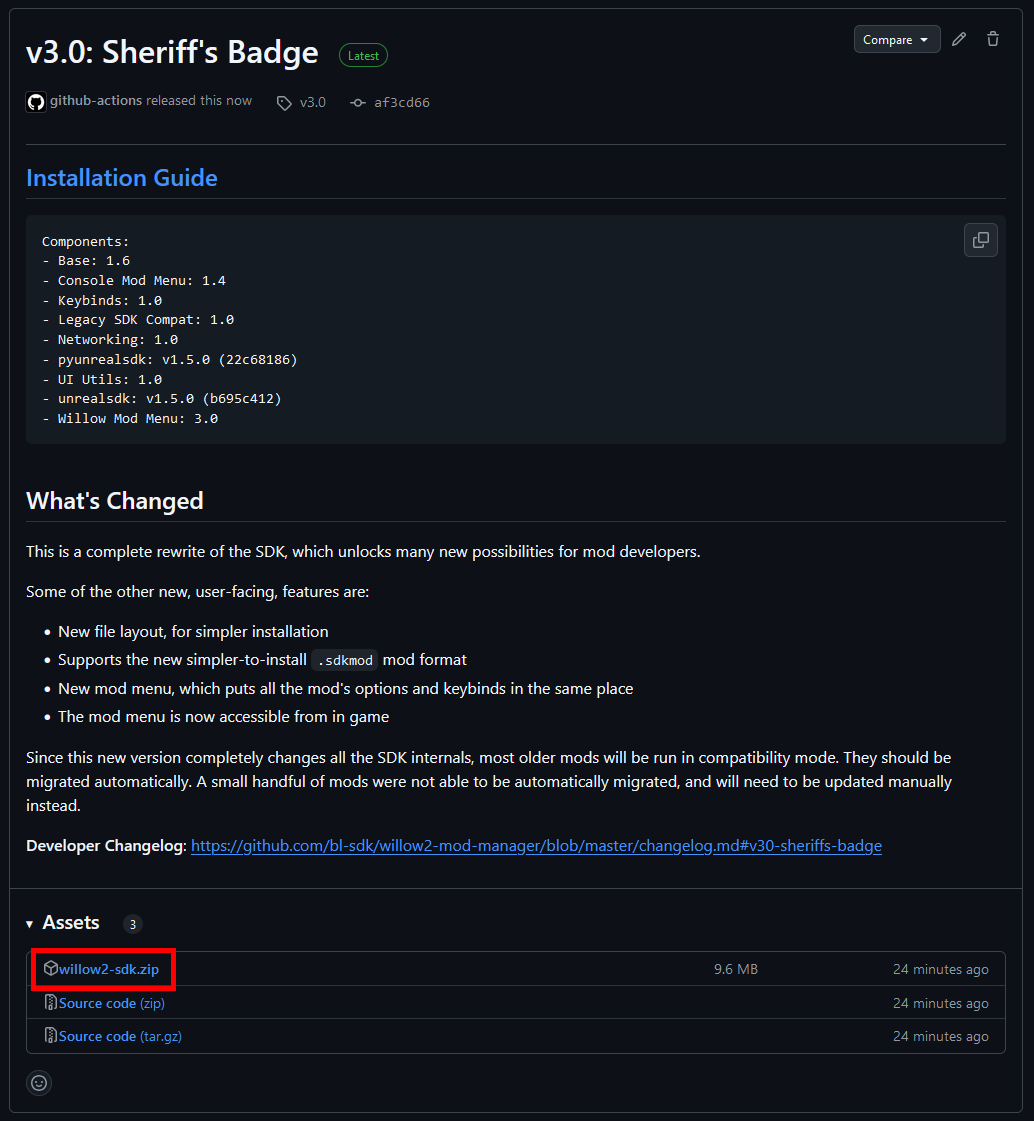 v3.0: Sheriff's Badge Latest
Compare
github-actions released this now v3.0 af3cd66
Installation Guide
Components:
- Base: 1.6
- Console Mod Menu: 1.4
- Keybinds: 1.0
- Legacy SDK Compat: 1.0
- Networking: 1.0
- pyunrealsdk: v1.5.0 (22c68186)
- UI Utils: 1.0
- unrealsdk: v1.5.0 (b695c412)
- Willow Mod Menu: 3.0
What's Changed
This is a complete rewrite of the SDK, which unlocks many new possibilities for mod developers.
Some of the other new, user-facing, features are:
• New file layout, for simpler installation
• Supports the new simpler-to-install .sdkmod mod format
• New mod menu, which puts all the mod's options and keybinds in the same place
• The mod menu is now accessible from in game
Since this new version completely changes all the SDK internals, most older mods will be run in compatibility mode. They should be
migrated automatically. A small handful of mods were not able to be automatically migrated, and will need to be updated manually
instead.
Developer Changelog: https://github.com/bl-sdk/willow2-mod-manager/blob/master/changelog.md#v30-sheriffs-badge
Assets 3
willow2-sdk.zip 9.6 MB 24 minutes ago
Source code (zip) 24 minutes ago
Source code (tar.gz) 24 minutes ago